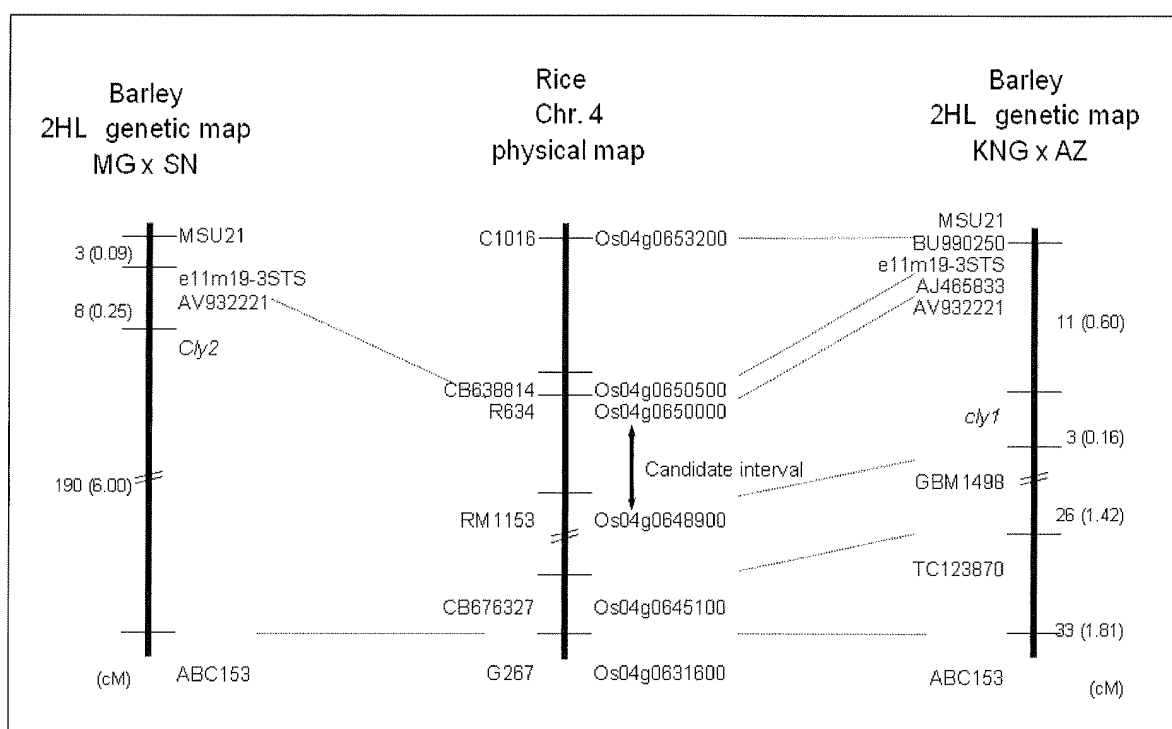 Barley
2HL genetic map
MG x SN
Rice
Chr. 4
physical map
Barley
2HL genetic map
KNG x AZ
MSU21
3 (0.09)
e11m19-3STS
AV932221
8 (0.25)
Cly2
190 (6.00)
(cM)
ABC153
C1016
Os04g0653200
CB638814
Os04g0650500
R634
Os04g0650000
Candidate interval
RM1153
Os04g0648900
CB676327
Os04g0645100
G267
Os04g0631600
MSU21
BU990250
e11m19-3STS
AJ465833
AV932221
11 (0.60)
cly1
3 (0.16)
GBM1498
26 (1.42)
TC123870
33 (1.81)
ABC153
(cM)